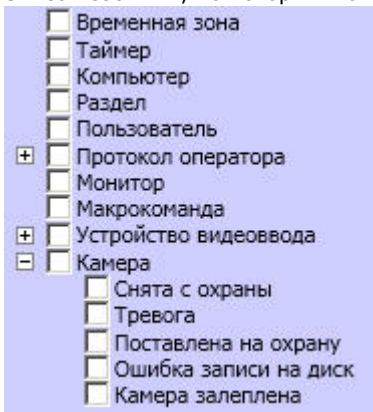 Временная зона
Таймер
Компьютер
Раздел
Пользователь
Протокол оператора
Монитор
Макрокоманда
Устройство видеоввода
Камера
Снята с охраны
Тревога
Поставлена на охрану
Ошибка записи на диск
Камера залеплена